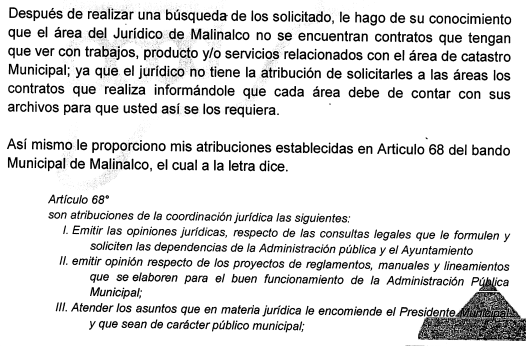 Después de realizar una búsqueda de los solicitado, le hago de su conocimiento
que el área del Jurídico de Malinalco no se encuentran contratos que tengan
que ver con trabajos, producto y/o servicios relacionados con el área de catastro
Municipal; ya que el jurídico no tiene la atribución de solicitarles a las áreas los
contratos que realiza informándole que cada área debe de contar con sus
archivos para que usted así se los requiera.
Así mismo le proporciono mis atribuciones establecidas en Articulo 68 del bando
Municipal de Malinalco, el cual a la letra dice.
Artículo 68°
son atribuciones de la coordinación jurídica las siguientes:
I. Emitir las opiniones jurídicas, respecto de las consultas legales que le formulen y
soliciten las dependencias de la Administración pública y el Ayuntamiento
II. emitir opinión respecto de los proyectos de reglamentos, manuales y lineamientos
que se elaboren para el buen funcionamiento de la Administración Pública
Municipal;
III. Atender los asuntos que en materia jurídica le encomiende el Presidente Municipal
y que sean de carácter público municipal;